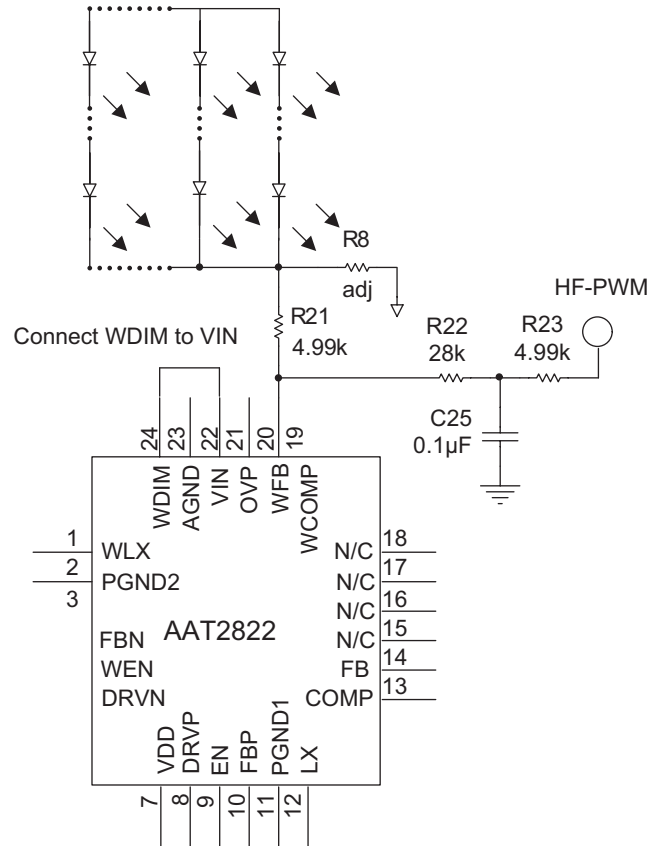 R8
adj
HF-PWM
R21
4.99k
R22
28k
R23
4.99k
Connect WDIM to VIN
C25
0.1µF
24
23
22
21
20
19
WDIM
AGND
VIN
OVP
WFB
WCOMP
1
WLX
2
PGND2
3
FBN
WEN
DRVN
AAT2822
N/C
18
N/C
17
N/C
16
N/C
15
FB
14
COMP
13
VDD
DRVP
EN
FBP
PGND1
LX
7
8
9
10
11
12